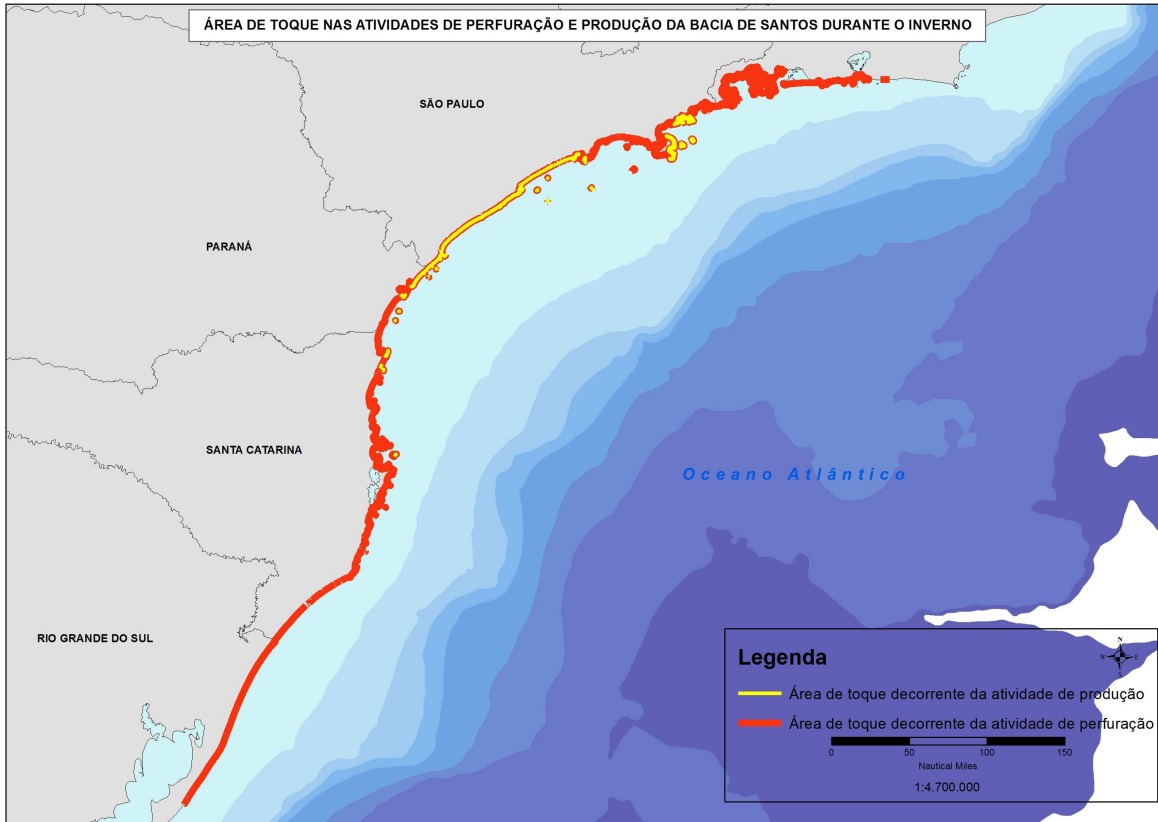 ÁREA DE TOQUE NAS ATIVIDADES DE PERFURAÇÃO E PRODUÇÃO DA BACIA DE SANTOS DURANTE O INVERNO
SÃO PAULO
PARANÁ
SANTA CATARINA
Oceano Atlântico
RIO GRANDE DO SUL
Legenda
N
W E
S
Área de toque decorrente da atividade de produção
Área de toque decorrente da atividade de perfuração
0 50 100 150
Nautical Miles
1:4.700.000